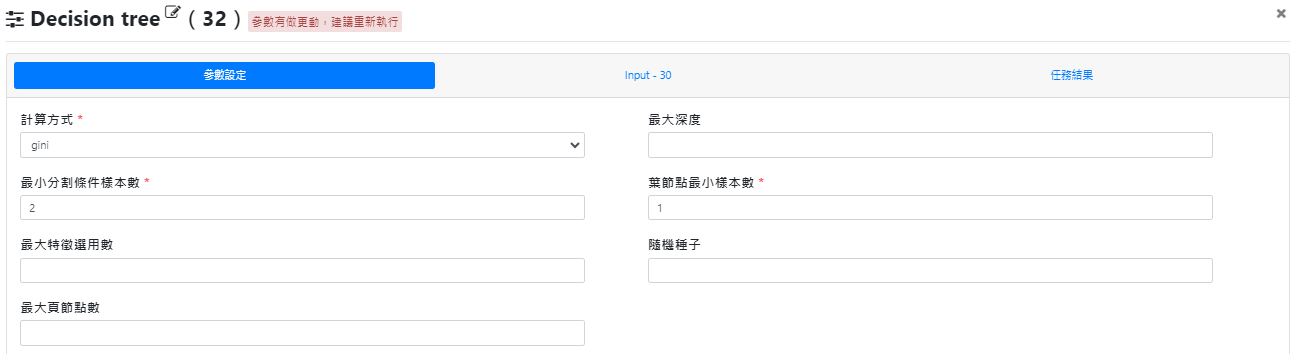 Decision tree ( 32 ) 參數有做更動，建議重新執行
×
參數設定 Input - 30 任務結果
計算方式 * 最大深度
gini
最小分割條件樣本數 * 葉節點最小樣本數 *
2 1
最大特徵選用數 隨機種子
最大頁節點數